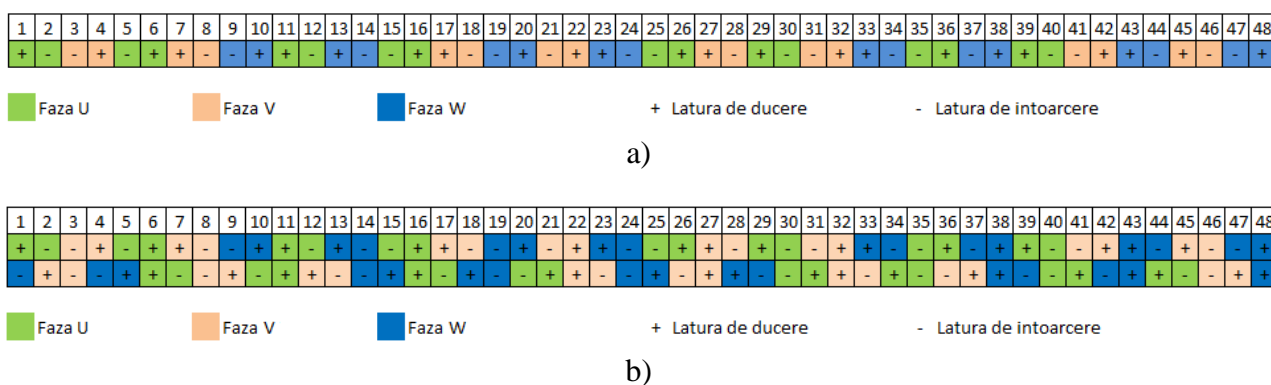 1 2 3 4 5 6 7 8 9 10 11 12 13 14 15 16 17 18 19 20 21 22 23 24 25 26 27 28 29 30 31 32 33 34 35 36 37 38 39 40 41 42 43 44 45 46 47 48
+ - - + - + + - - + + - + - - + + - - + - + + - - + + - + - - + + - - + - + + - - + + - + - - +
Faza U Faza V Faza W + Latura de ducere - Latura de intoarcere
a)
1 2 3 4 5 6 7 8 9 10 11 12 13 14 15 16 17 18 19 20 21 22 23 24 25 26 27 28 29 30 31 32 33 34 35 36 37 38 39 40 41 42 43 44 45 46 47 48
+ - - + - + + - - + + - + - - + + - - + - + + - - + + - + - - + + - - + - + + - - + + - + - - +
- + - - + + - - + - + + - - + + - + - - + + - - + - + + - - + + - + - - + + - - + - + + - - + +
Faza U Faza V Faza W + Latura de ducere - Latura de intoarcere
b)